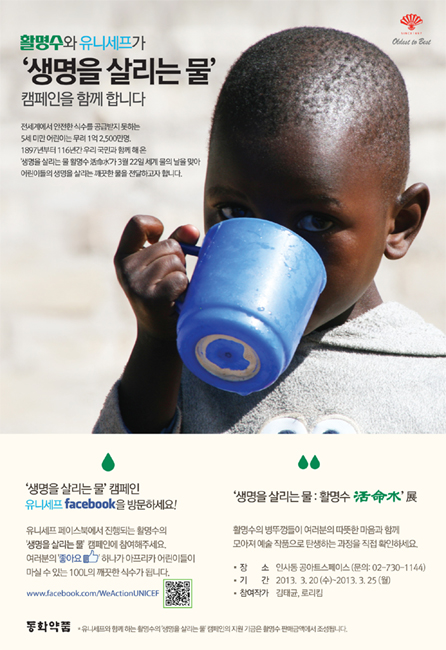 활명수와 유니세프가
'생명을 살리는 물'
캠페인을 함께 합니다
SINCE 1897
Oldest to Best
전세계에서 안전한 식수를 공급받지 못하는
5세 미만 어린이는 무려 1억 2,500만명.
1897년부터 116년간 우리 국민과 함께 해 온
'생명을 살리는 물 활명수活命水'가 3월 22일 세계 물의 날을 맞아
어린이들의 생명을 살리는 깨끗한 물을 전달하고자 합니다.
'생명을 살리는 물' 캠페인
유니세프 facebook을 방문하세요!
유니세프 페이스북에서 진행되는 활명수의
'생명을 살리는 물' 캠페인에 참여해주세요.
여러분의 '좋아요' 하나가 아프리카 어린이들이
마실 수 있는 100L의 깨끗한 식수가 됩니다.
www.facebook.com/WeActionUNICEF
'생명을 살리는 물 : 활명수 活命水' 展
활명수의 병뚜껑들이 여러분의 따뜻한 마음과 함께
모아져 예술 작품으로 탄생하는 과정을 직접 확인하세요.
• 장 소 인사동 공아트스페이스 (문의: 02-730-1144)
• 기 간 2013. 3. 20 (수)-2013. 3. 25 (월)
• 참여작가 김태균, 로리킴
동화약품
* 유니세프와 함께 하는 활명수의 '생명을 살리는 물' 캠페인의 지원 기금은 활명수 판매금액에서 조성됩니다.